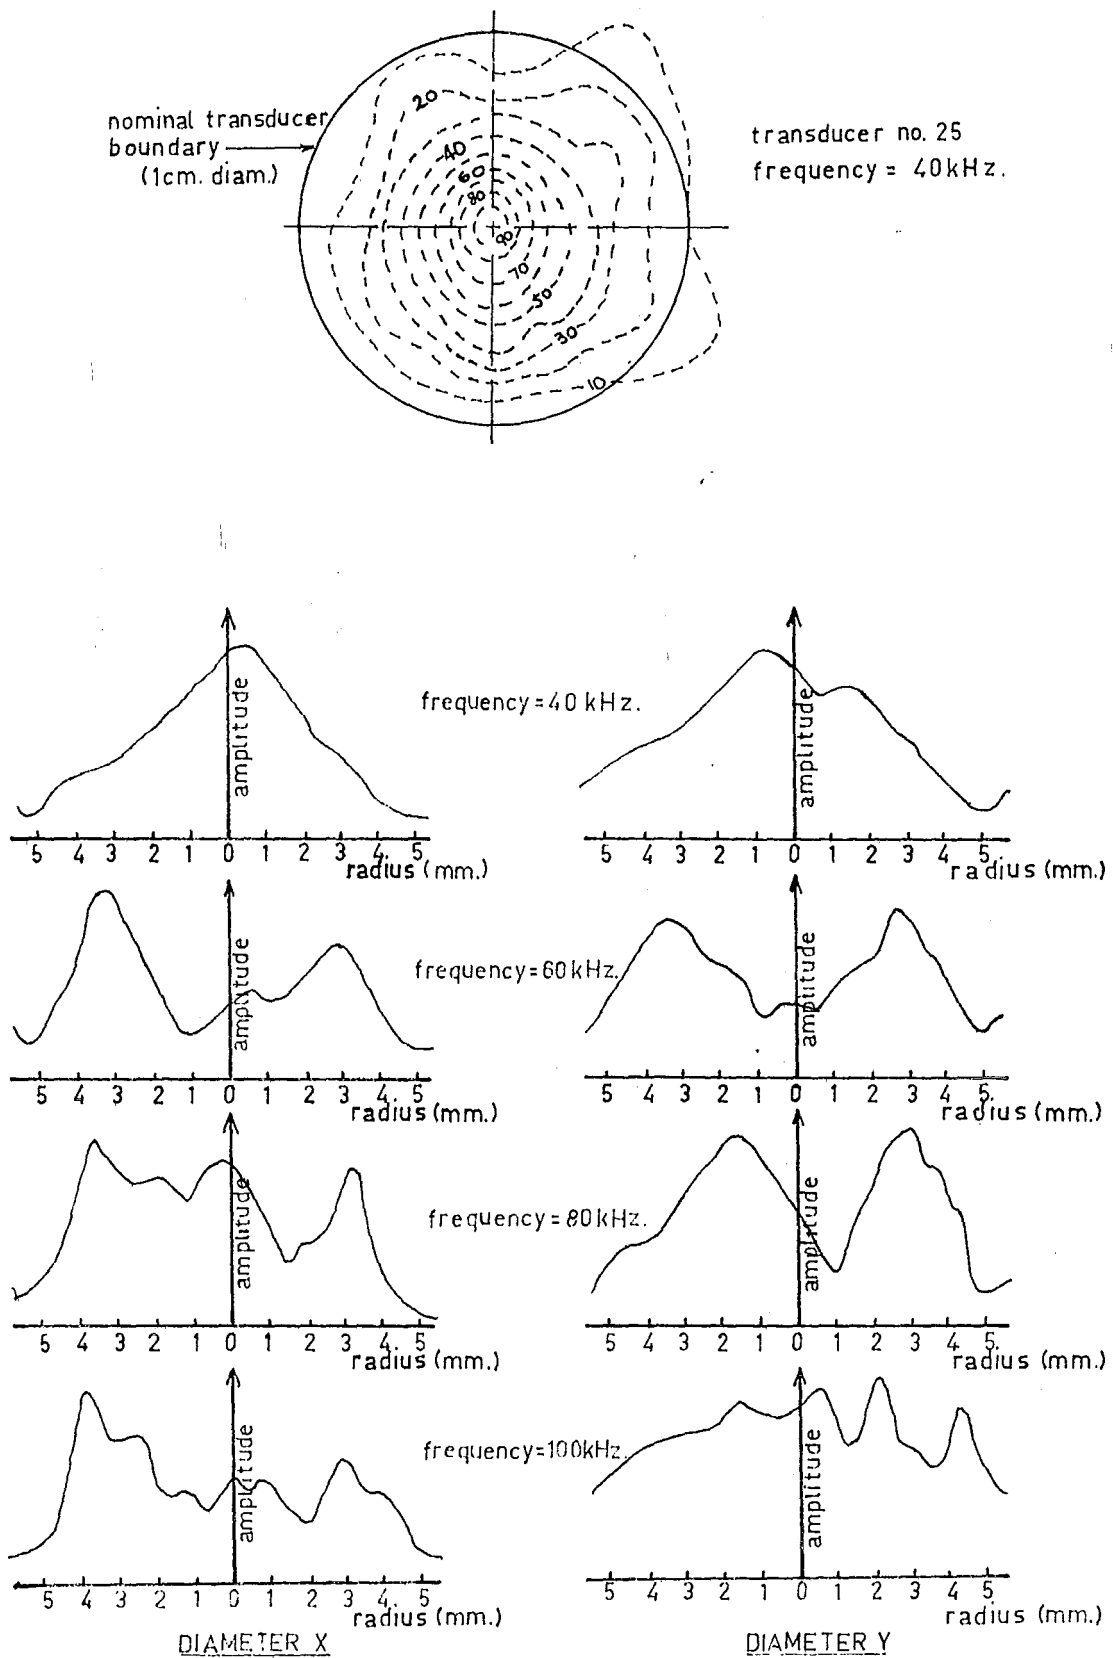 nominal transducer
boundary
(1cm. diam.)
transducer no. 25
frequency = 40kHz.
20
40
60
80
90
70
50
30
10
amplitude
frequency=40 kHz.
amplitude
5 4 3 2 1 0 1 2 3 4. 5.
radius (mm.)
5 4 3 2 1 0 1 2 3 4 5.
radius (mm.)
amplitude
frequency=60kHz.
amplitude
5 4 3 2 1 0 1 2 3 4. 5
radius (mm.)
5 4 3 2 1 0 1 2 3 4 5.
radius (mm.)
amplitude
frequency=80kHz.
amplitude
5 4 3 2 1 0 1 2 3 4. 5
radius (mm.)
5 4 3 2 1 0 1 2 3 4 5.
radius (mm.)
amplitude
frequency=100kHz.
amplitude
5 4 3 2 1 0 1 2 3 4 5
radius (mm.)
5 4 3 2 1 0 1 2 3 4 5
radius (mm.)
DIAMETER X
DIAMETER Y